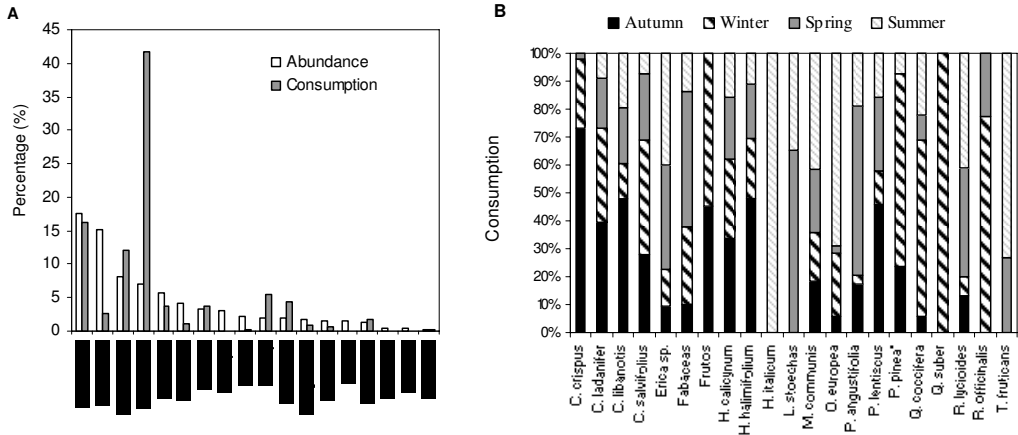 A
Percentage (%)
45
40
35
30
25
20
15
10
5
0
Abundance
Consumption
B
Autumn Winter Spring Summer
Consumption
100%
90%
80%
70%
60%
50%
40%
30%
20%
10%
0%
C. crispus
C. ladanifer
C. libanotis
C. salvifolius
Erica sp.
Fabáceas
Frutos
H. calicynum
H. halimifolium
H. italicum
L. stoechas
M. communis
O. europea
P. angustifolia
P. lentiscus
P. pinea*
Q. coccifera
Q. suber
R. lycioides
R. officinalis
T. fruticans